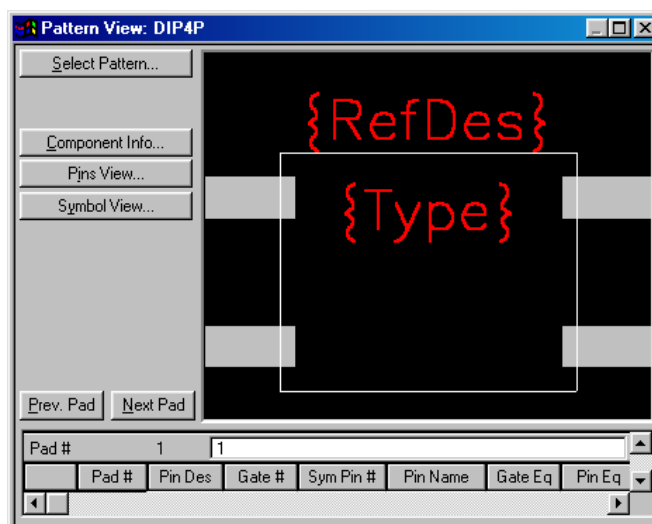 Pattern View: DIP4P
Select Pattern...
{RefDes}
Component Info...
Pins View...
{Type}
Symbol View...
Prev. Pad
Next Pad
Pad # 1 1
Pad # Pin Des Gate # Sym Pin # Pin Name Gate Eq Pin Eq